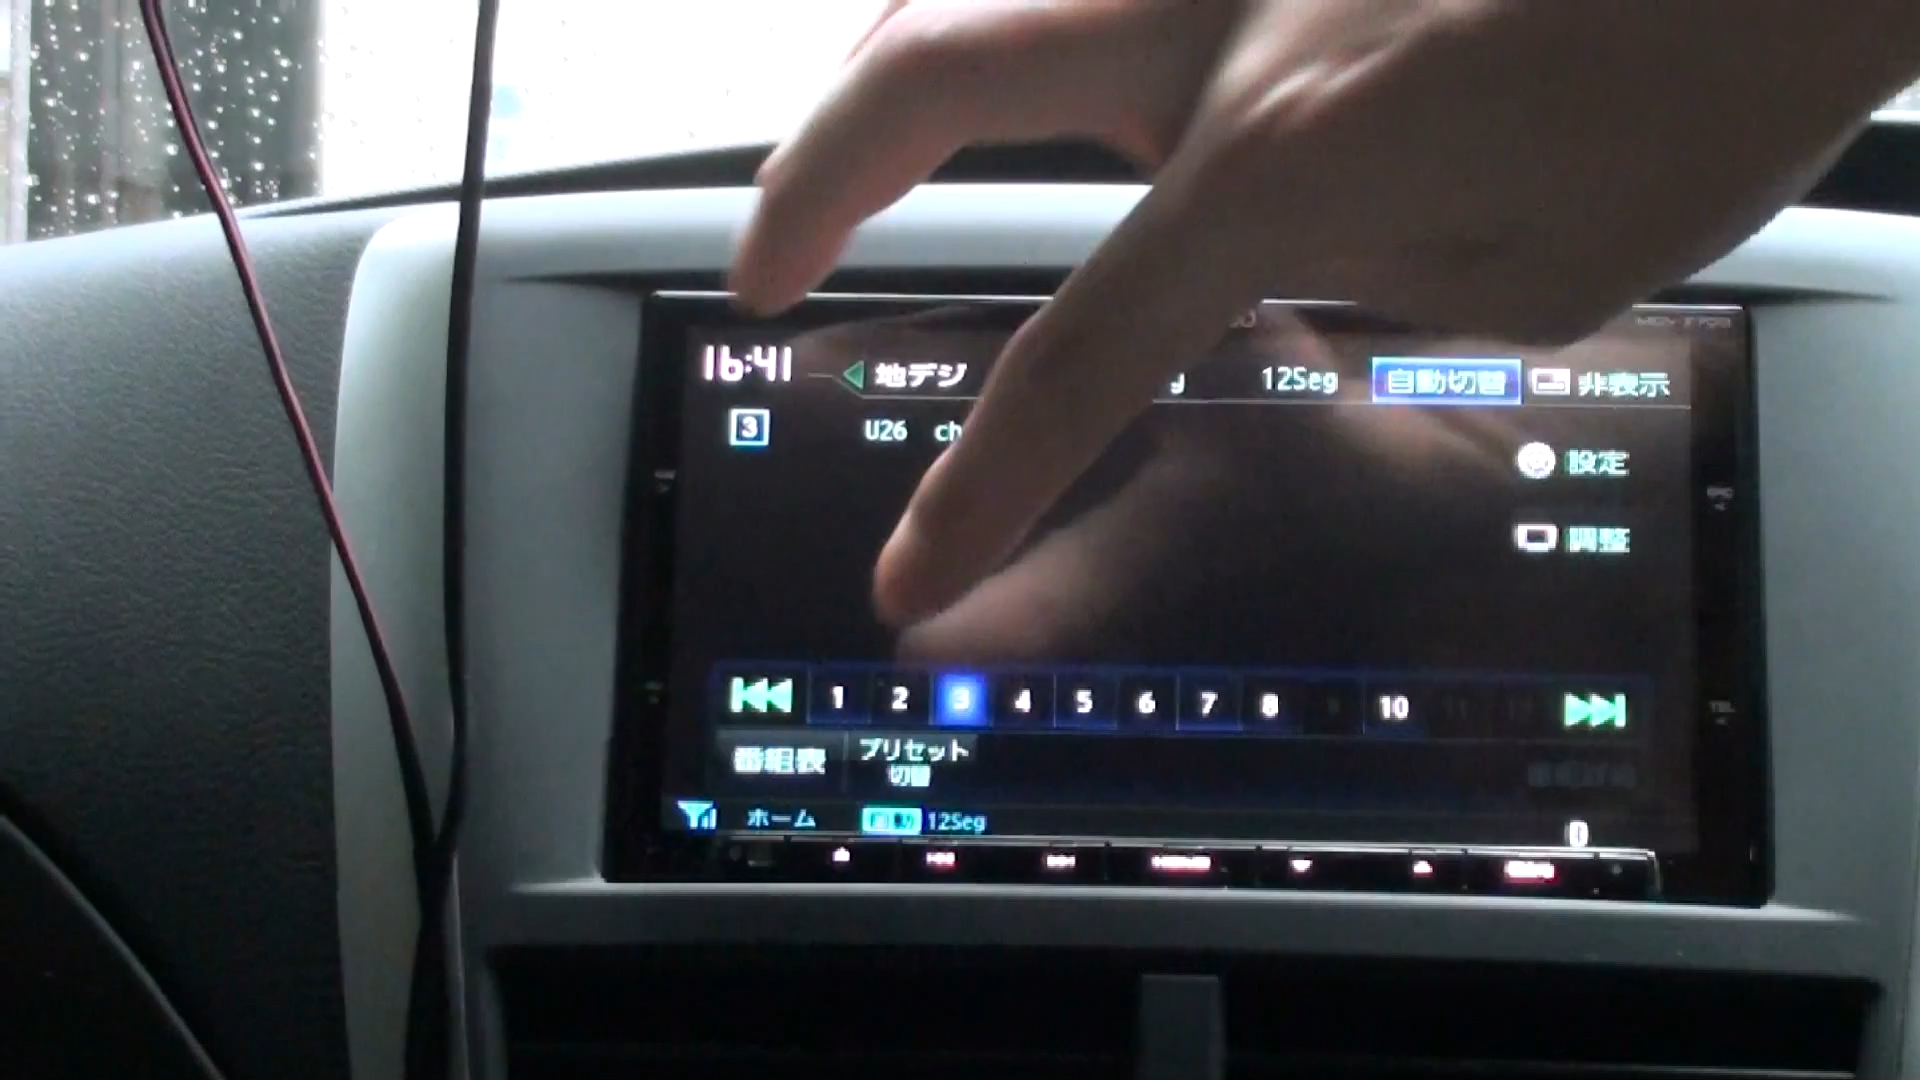 16:41 地デジ 12Seg 自動切替 非表示
3 U26 ch
設定
調整
1 2 3 4 5 6 7 8 10
番組表 プリセット
切替
ホーム 12Seg